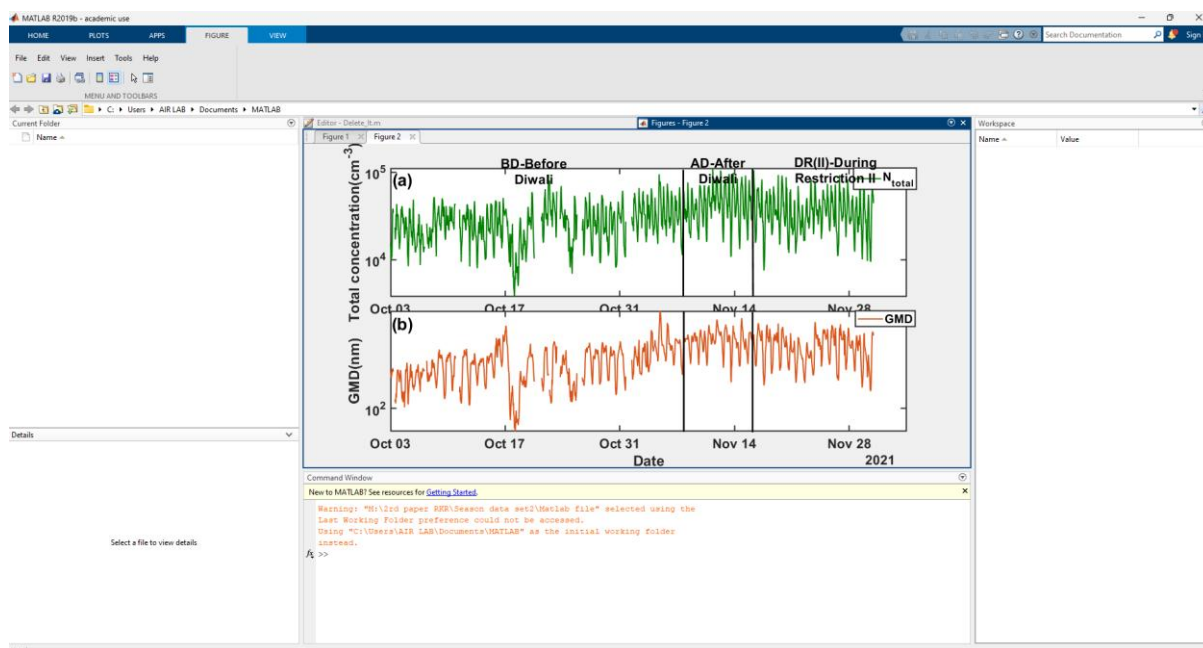 MATLAB R2019b - academic use
HOME PLOTS APPS FIGURE VIEW
Search Documentation
Sign
File Edit View Insert Tools Help
MENU AND TOOLBARS
C: Users AIR LAB Documents MATLAB
Current Folder
Name
Details
Select a file to view details
Editor - Delete_It.m
Figures - Figure 2
Figure 1 Figure 2
BD-Before
Diwali
AD-After
Diwali
DR(II)-During
Restriction II
(a)
N_total
Total concentration(cm^-3)
10^5
10^4
Oct 03 Oct 17 Oct 31 Nov 14 Nov 28
(b)
GMD
GMD(nm)
10^2
Oct 03 Oct 17 Oct 31 Nov 14 Nov 28
Date
2021
Command Window
New to MATLAB? See resources for Getting Started.
Warning: "M:\2rd paper RKR\Season data set2\Matlab file" selected using the
Last Working Folder preference could not be accessed.
Using "C:\Users\AIR LAB\Documents\MATLAB" as the initial working folder
instead.
fx >>
Workspace
Name Value